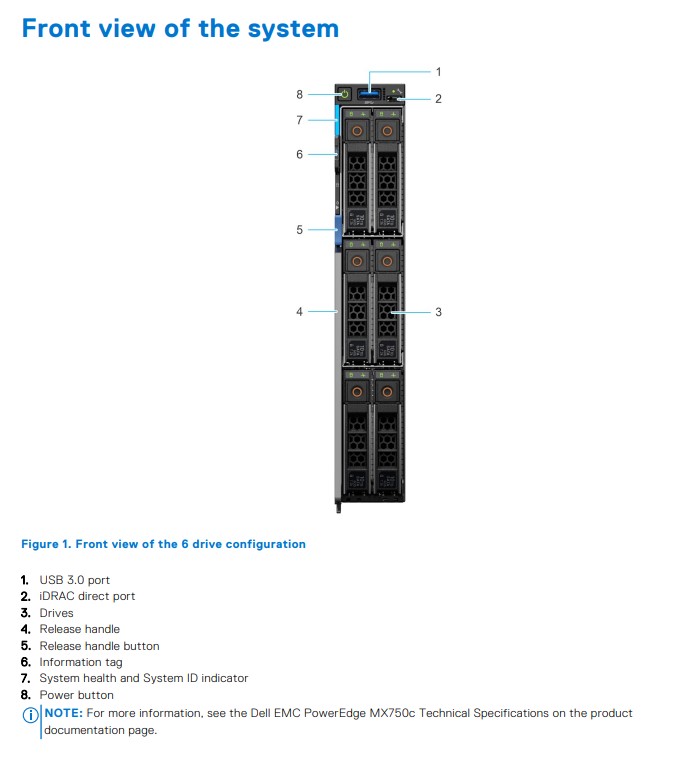 Front view of the system
1
8
2
7
6
5
4
3
Figure 1. Front view of the 6 drive configuration
1. USB 3.0 port
2. iDRAC direct port
3. Drives
4. Release handle
5. Release handle button
6. Information tag
7. System health and System ID indicator
8. Power button
NOTE: For more information, see the Dell EMC PowerEdge MX750c Technical Specifications on the product
documentation page.